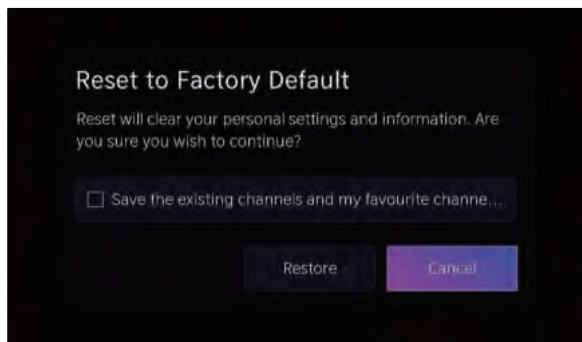 Reset to Factory Default
Reset will clear your personal settings and information. Are
you sure you wish to continue?
Save the existing channels and my favourite channe...
Restore
Cancel